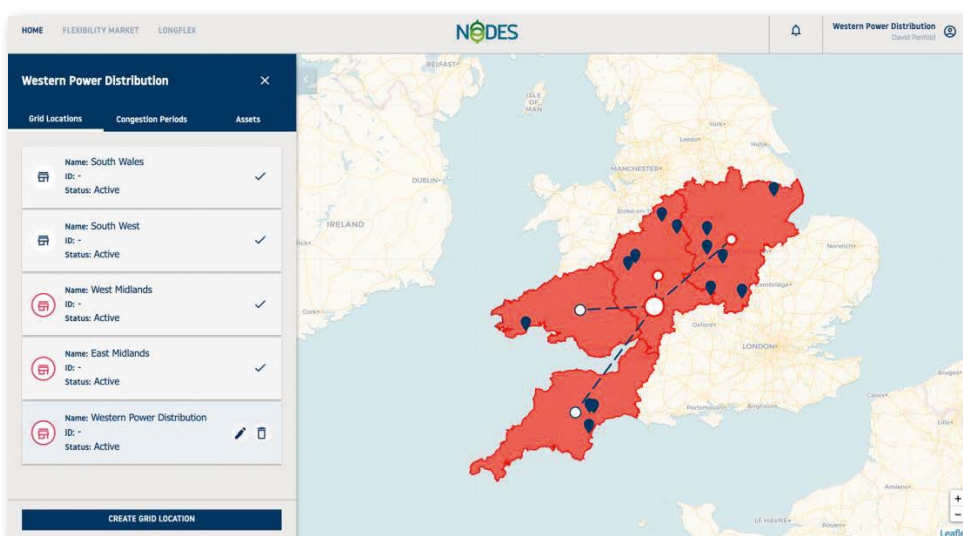 HOME FLEXIBILITY MARKET LONGFLEX
NODES
Western Power Distribution
David Penfold
Western Power Distribution
Grid Locations Congestion Periods Assets
Name: South Wales
ID: -
Status: Active
Name: South West
ID: -
Status: Active
Name: West Midlands
ID: -
Status: Active
Name: East Midlands
ID: -
Status: Active
Name: Western Power Distribution
ID: -
Status: Active
CREATE GRID LOCATION
BELFAST
ISLE
OF
MAN
York
Leeds
Hull
MANCHESTER
DUBLIN
Stoke-on-T
IRELAND
Norwich
Cambridge
Cork
Oxford
LONDON
Bruges
Calais
Portsmouth
Brighton
Lille
Amiens
LE HAVRE
Rouen
+
−
Leafle